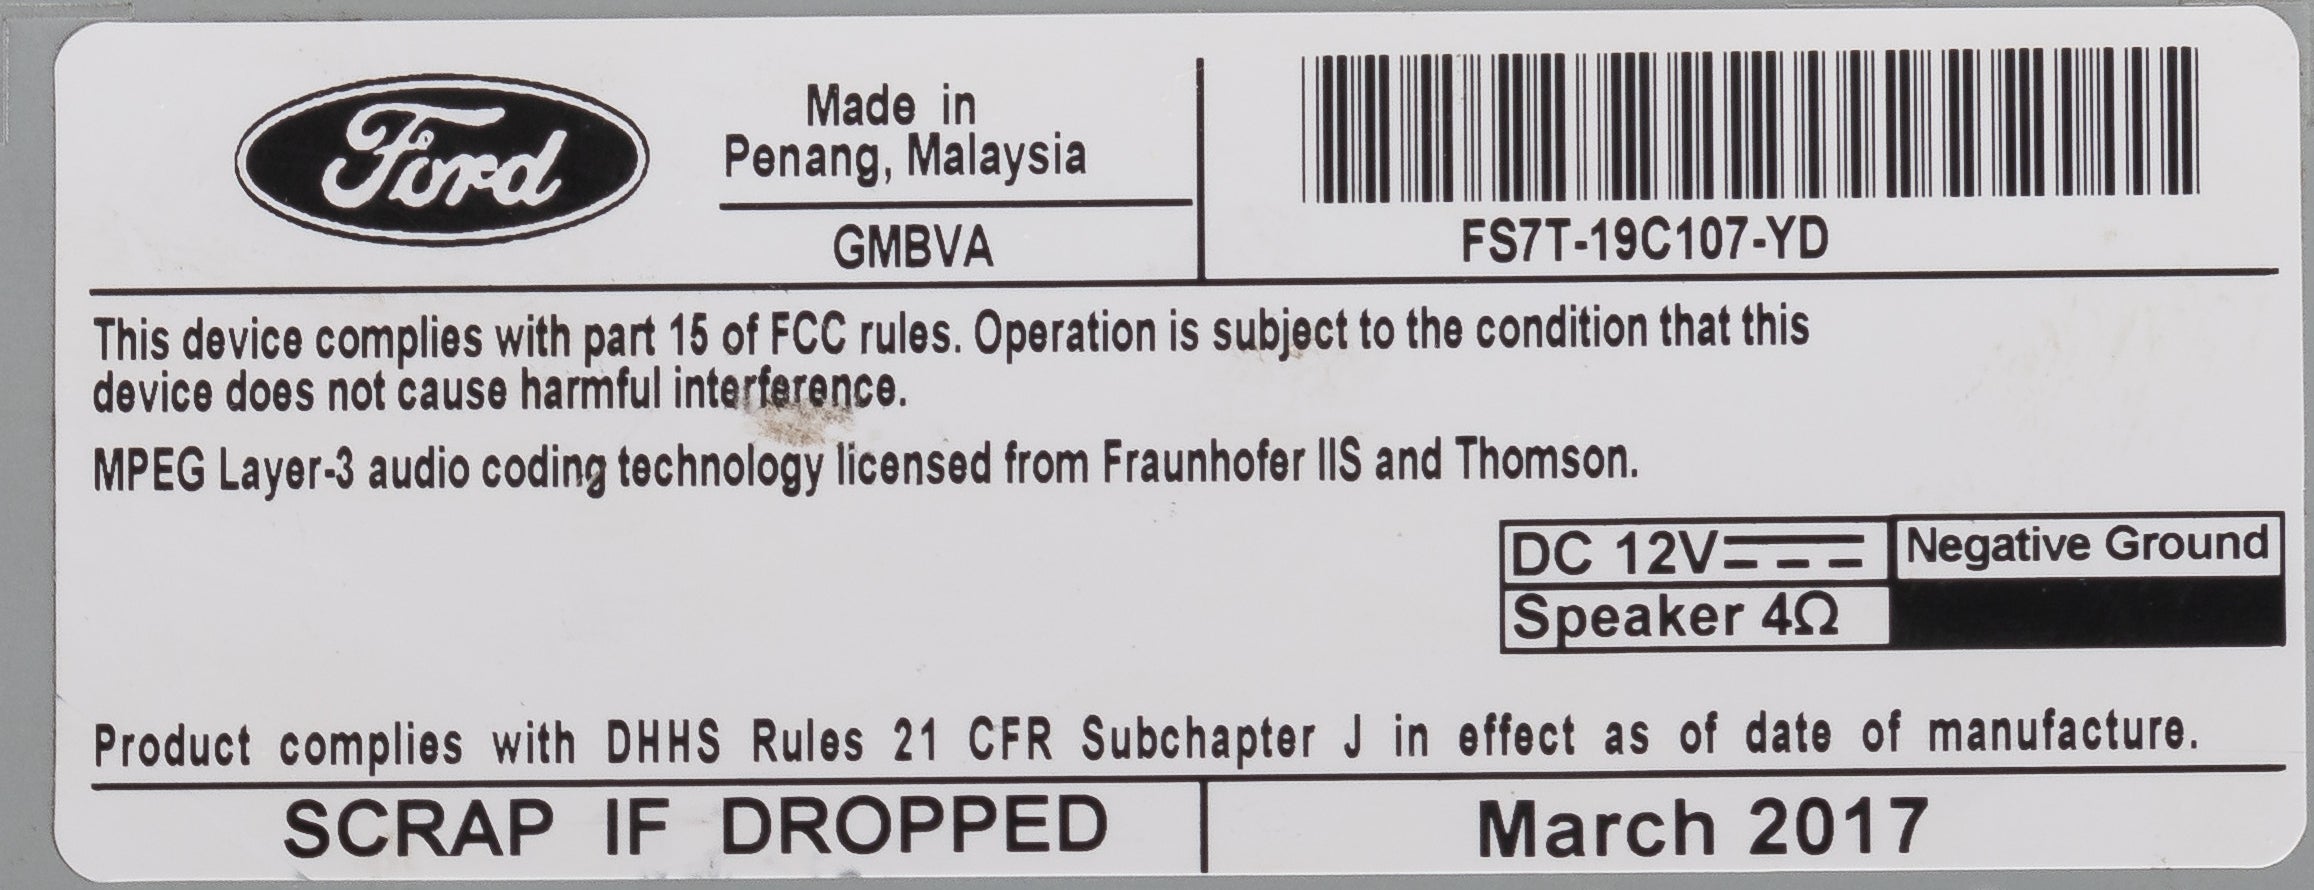 Ford
Made in
Penang, Malaysia
GMBVA
FS7T-19C107-YD
This device complies with part 15 of FCC rules. Operation is subject to the condition that this
device does not cause harmful interference.
MPEG Layer-3 audio coding technology licensed from Fraunhofer IIS and Thomson.
DC 12V Negative Ground
Speaker 4Ω
Product complies with DHHS Rules 21 CFR Subchapter J in effect as of date of manufacture.
SCRAP IF DROPPED
March 2017